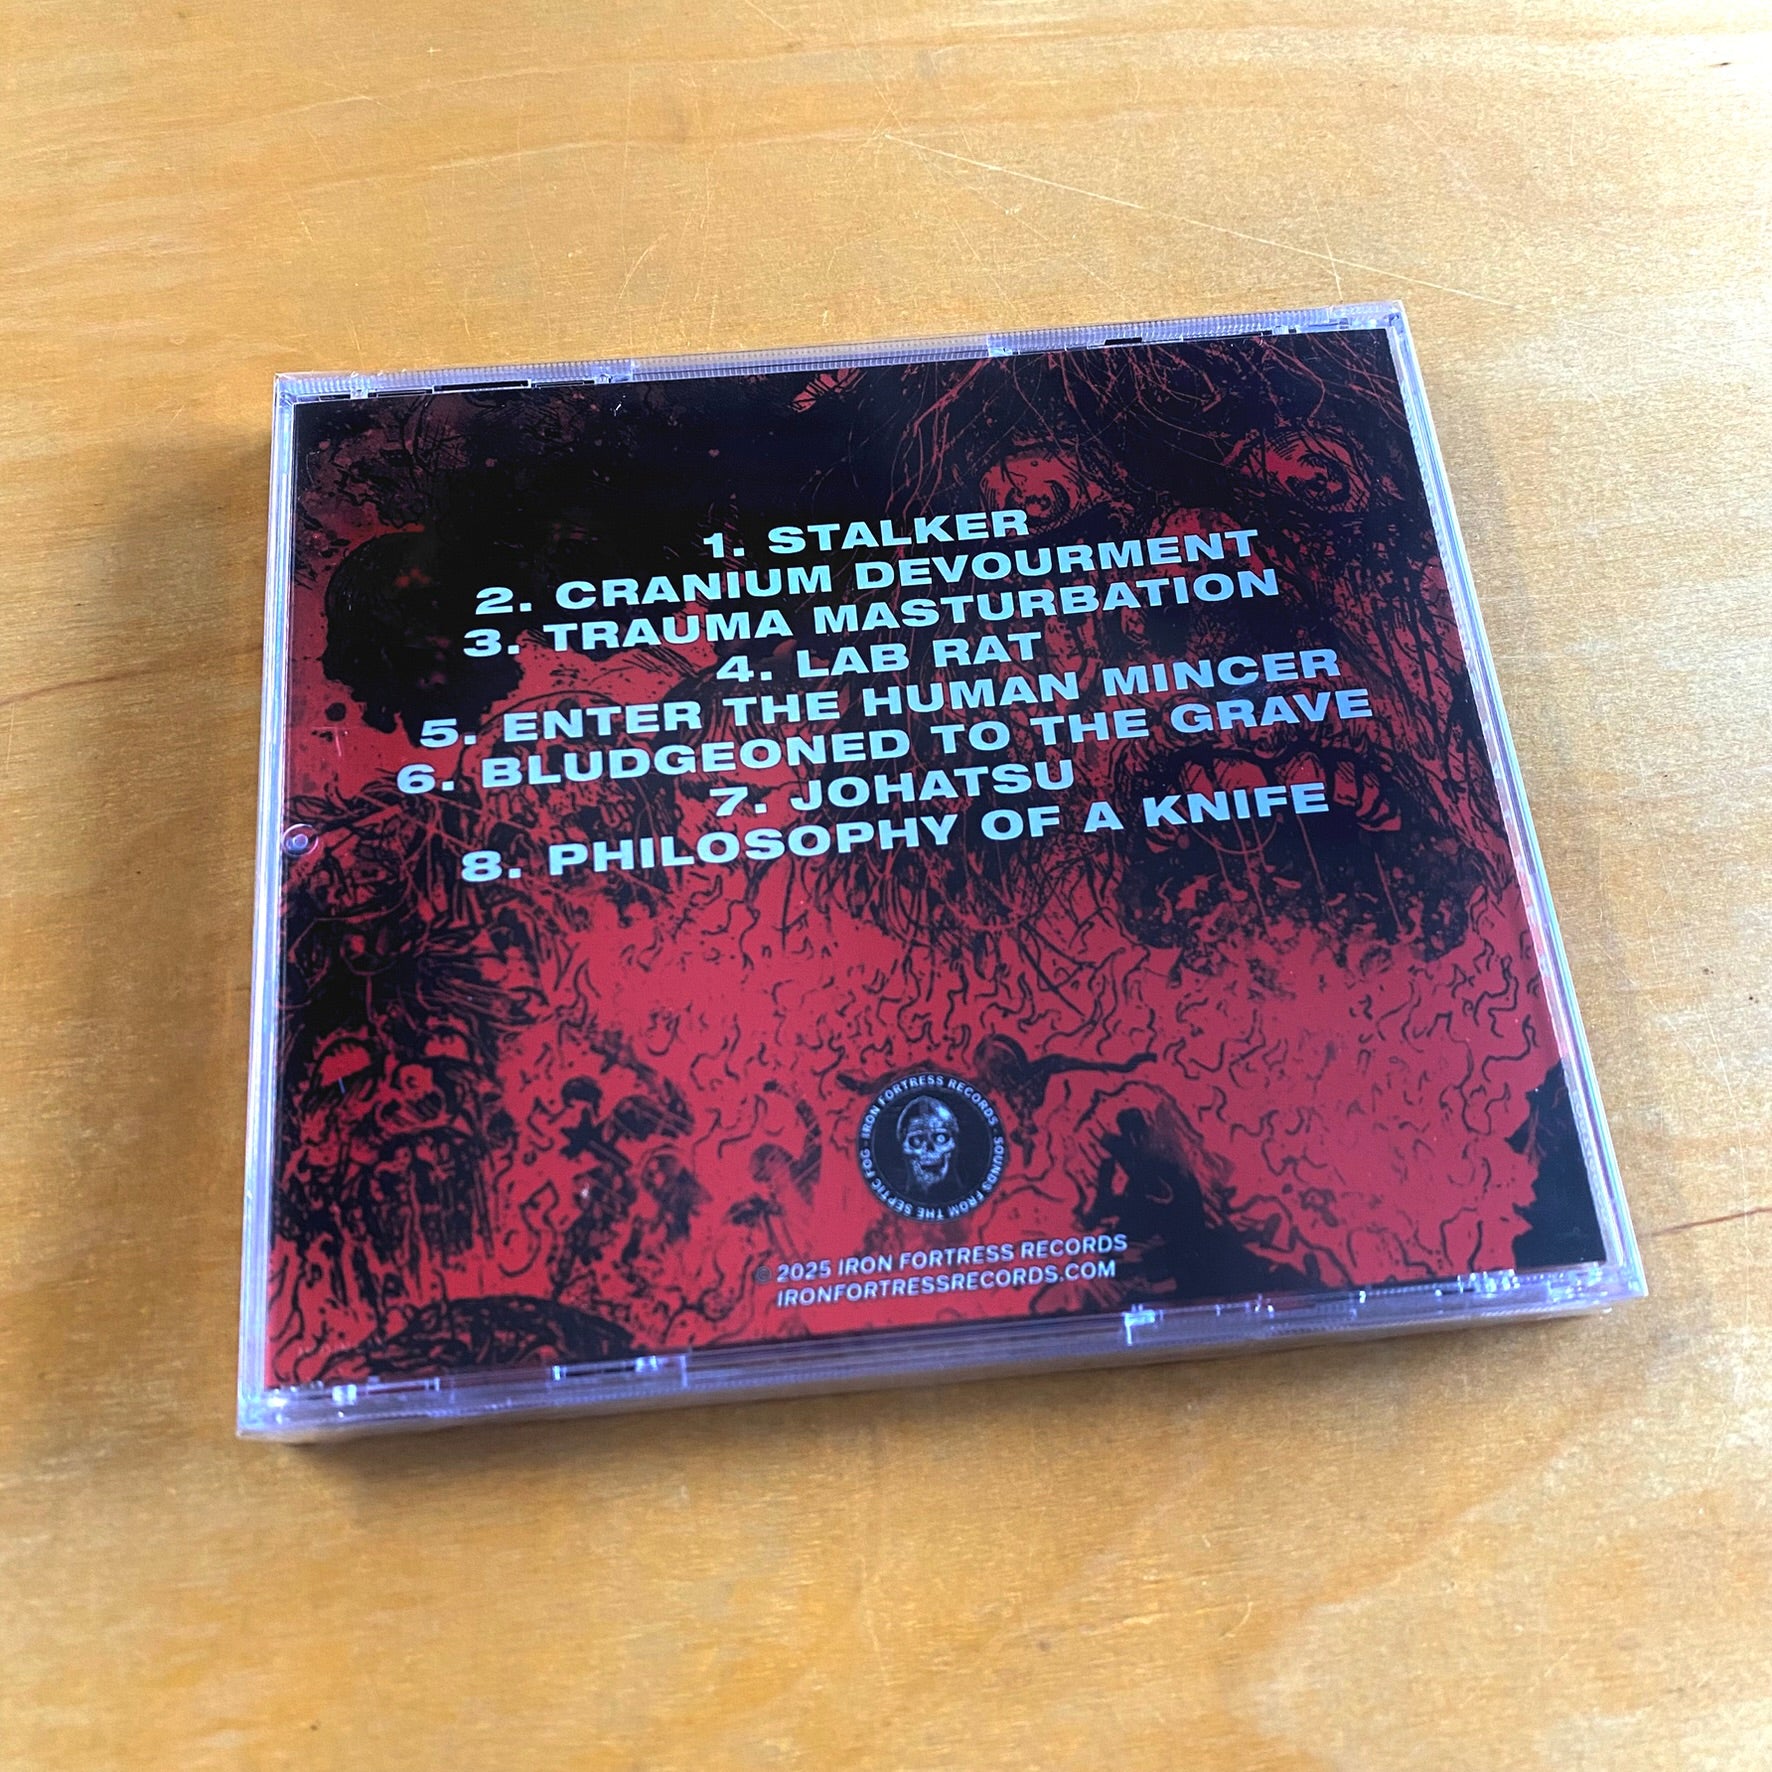 1. STALKER
2. CRANIUM DEVOURMENT
3. TRAUMA MASTURBATION
4. LAB RAT
5. ENTER THE HUMAN MINCER
6. BLUDGEONED TO THE GRAVE
7. JOHATSU
8. PHILOSOPHY OF A KNIFE
IRON FORTRESS RECORDS
SOUNDS FROM THE SEPTIC FOG
© 2025 IRON FORTRESS RECORDS
IRONFORTRESSRECORDS.COM